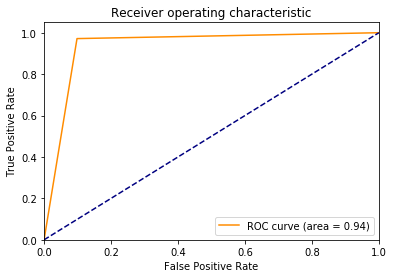 Receiver operating characteristic
1.0
0.8
0.6
0.4
0.2
0.0
True Positive Rate
ROC curve (area = 0.94)
0.0 0.2 0.4 0.6 0.8 1.0
False Positive Rate